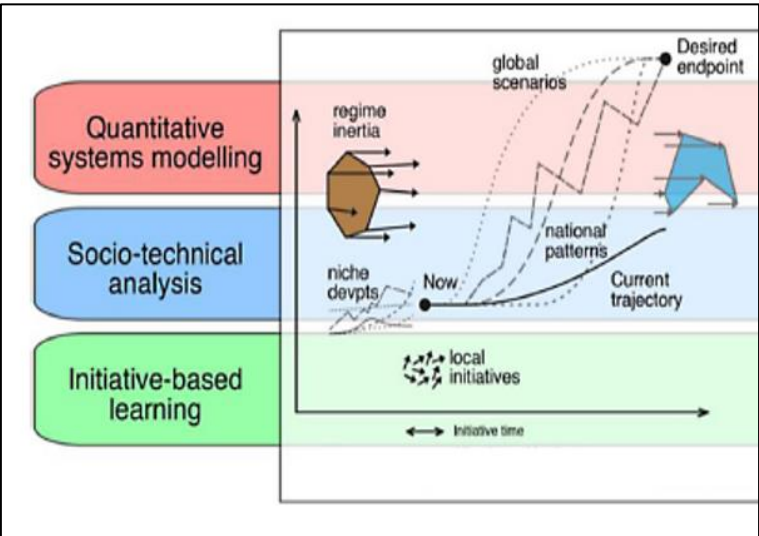 Quantitative
systems modelling
Socio-technical
analysis
Initiative-based
learning
global
scenarios
Desired
endpoint
regime
inertia
national
patterns
niche
devpts
Now
Current
trajectory
local
initiatives
Initiative time